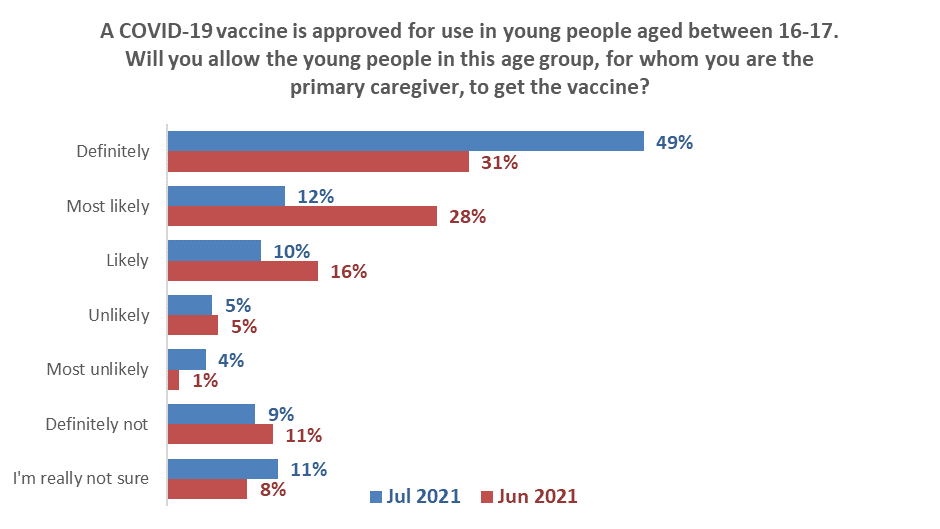 A COVID-19 vaccine is approved for use in young people aged between 16-17.
Will you allow the young people in this age group, for whom you are the
primary caregiver, to get the vaccine?
Definitely
49%
31%
Most likely
12%
28%
Likely
10%
16%
Unlikely
5%
5%
Most unlikely
4%
1%
Definitely not
9%
11%
I'm really not sure
11%
8%
Jul 2021 Jun 2021